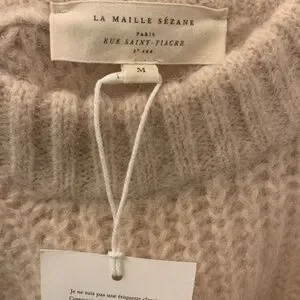 LA MAILLE SÉZANE
PARIS
RUE SAINT-FIACRE
2e ARR
M
Je ne suis pas une étiquette